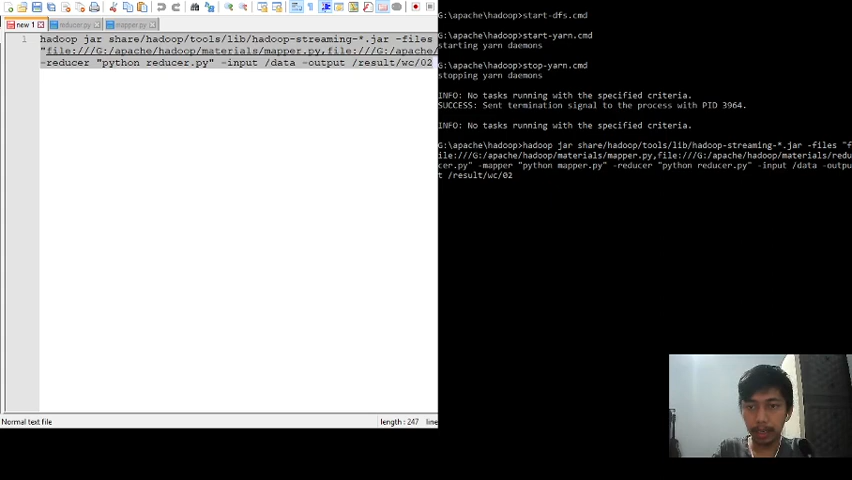 new 1
reducer.py
mapper.py
1
hadoop jar share/hadoop/tools/lib/hadoop-streaming-*.jar -files
"file:///G:/apache/hadoop/materials/mapper.py,file:///G:/apache/
-reducer "python reducer.py" -input /data -output /result/wc/02
Normal text file
length : 247
line
G:\apache\hadoop>start-dfs.cmd
G:\apache\hadoop>start-yarn.cmd
starting yarn daemons
G:\apache\hadoop>stop-yarn.cmd
stopping yarn daemons
INFO: No tasks running with the specified criteria.
SUCCESS: Sent termination signal to the process with PID 3964.
INFO: No tasks running with the specified criteria.
G:\apache\hadoop>hadoop jar share/hadoop/tools/lib/hadoop-streaming-*.jar -files "f
ile:///G:/apache/hadoop/materials/mapper.py,file:///G:/apache/hadoop/materials/redu
cer.py" -mapper "python mapper.py" -reducer "python reducer.py" -input /data -outpu
t /result/wc/02